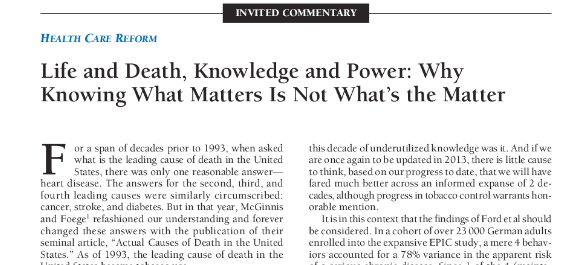 INVITED COMMENTARY
HEALTH CARE REFORM
Life and Death, Knowledge and Power: Why
Knowing What Matters Is Not What's the Matter
For a span of decades prior to 1993, when asked
what is the leading cause of death in the United
States, there was only one reasonable answer—
heart disease. The answers for the second, third, and
fourth leading causes were similarly circumscribed:
cancer, stroke, and diabetes. But in that year, McGinnis
and Foege1 refashioned our understanding and forever
changed these answers with the publication of their
seminal article, “Actual Causes of Death in the United
States.” As of 1993, the leading cause of death in the
this decade of underutilized knowledge was it. And if we
are once again to be updated in 2013, there is little cause
to think, based on our progress to date, that we will have
fared much better across an informed expanse of 2 de-
cades, although progress in tobacco control warrants hon-
orable mention.
It is in this context that the findings of Ford et al should
be considered. In a cohort of over 23 000 German adults
enrolled into the expansive EPIC study, a mere 4 behav-
iors accounted for a 78% variance in the apparent risk